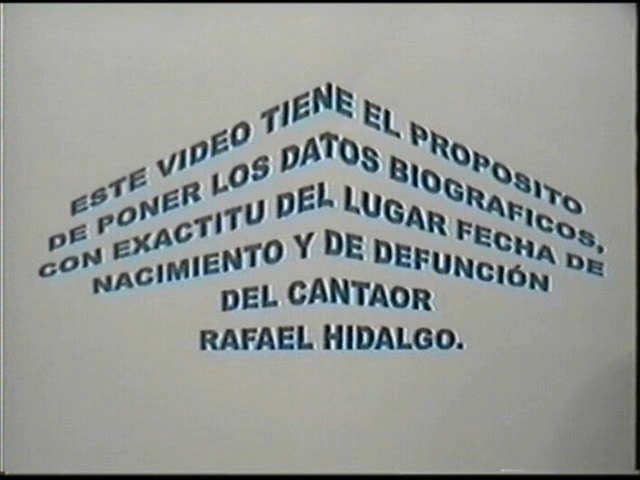 ESTE VIDEO TIENE EL PROPOSITO
DE PONER LOS DATOS BIOGRAFICOS,
CON EXACTITU DEL LUGAR FECHA DE
NACIMIENTO Y DE DEFUNCIÓN
DEL CANTAOR
RAFAEL HIDALGO.